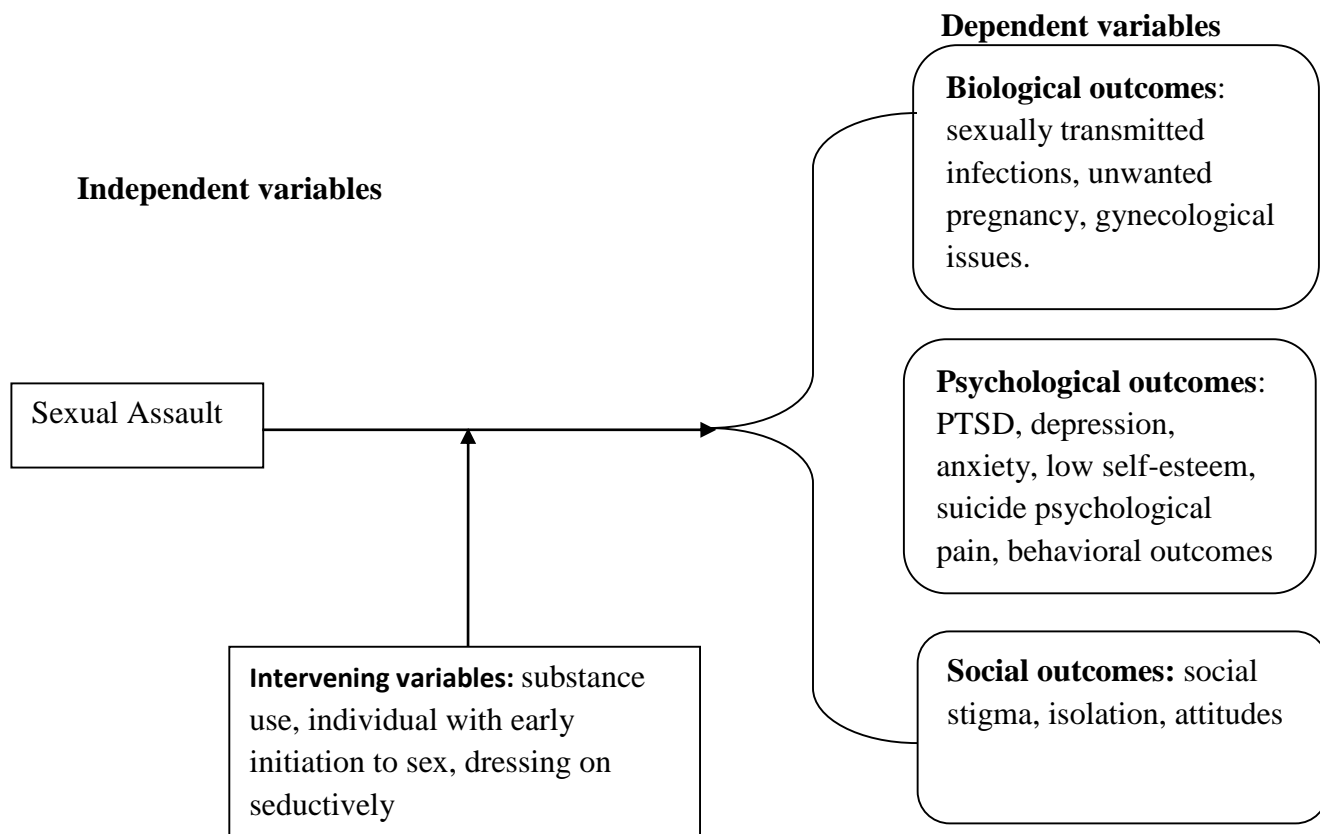 Dependent variables
Biological outcomes:
sexually transmitted
infections, unwanted
pregnancy, gynecological
issues.
Independent variables
Sexual Assault
Psychological outcomes:
PTSD, depression,
anxiety, low self-esteem,
suicide psychological
pain, behavioral outcomes
Intervening variables: substance
use, individual with early
initiation to sex, dressing on
seductively
Social outcomes: social
stigma, isolation, attitudes